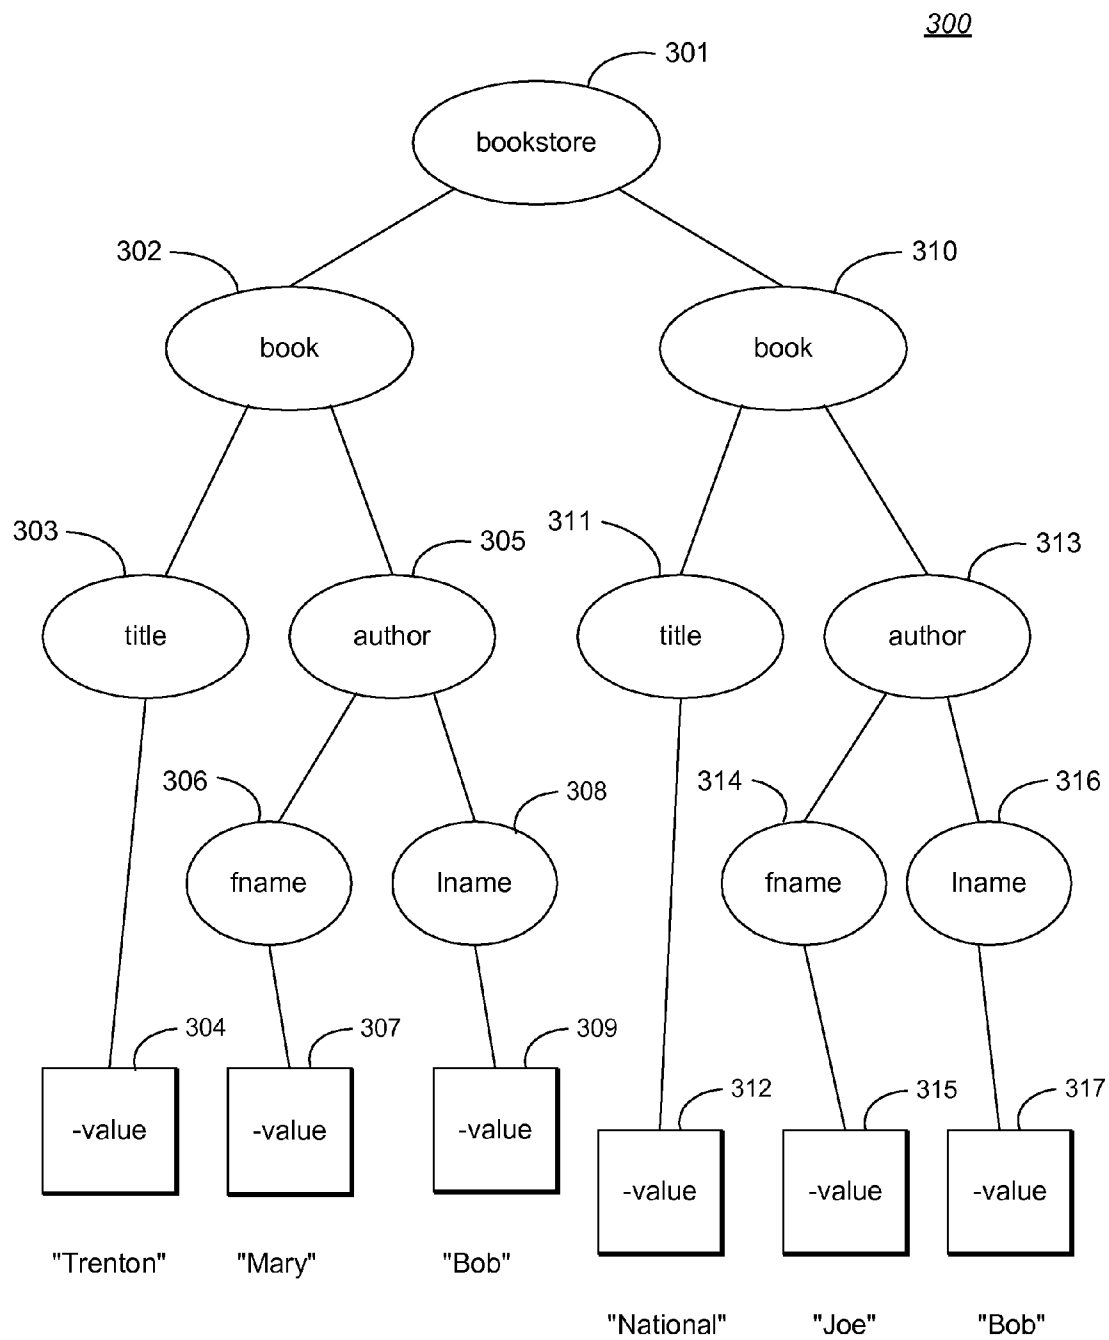 300
301
bookstore
302
310
book
book
303
305
311
313
title
author
title
author
306
308
314
316
fname
lname
fname
lname
304
307
309
312
315
317
-value
-value
-value
-value
-value
-value
"Trenton"
"Mary"
"Bob"
"National"
"Joe"
"Bob"